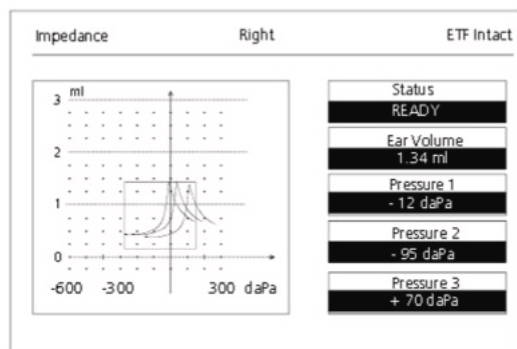 Impedance Right ETF Intact
ml
3
2
1
0
-600 -300 300 daPa
Status
READY
Ear Volume
1.34 ml
Pressure 1
- 12 daPa
Pressure 2
- 95 daPa
Pressure 3
+ 70 daPa